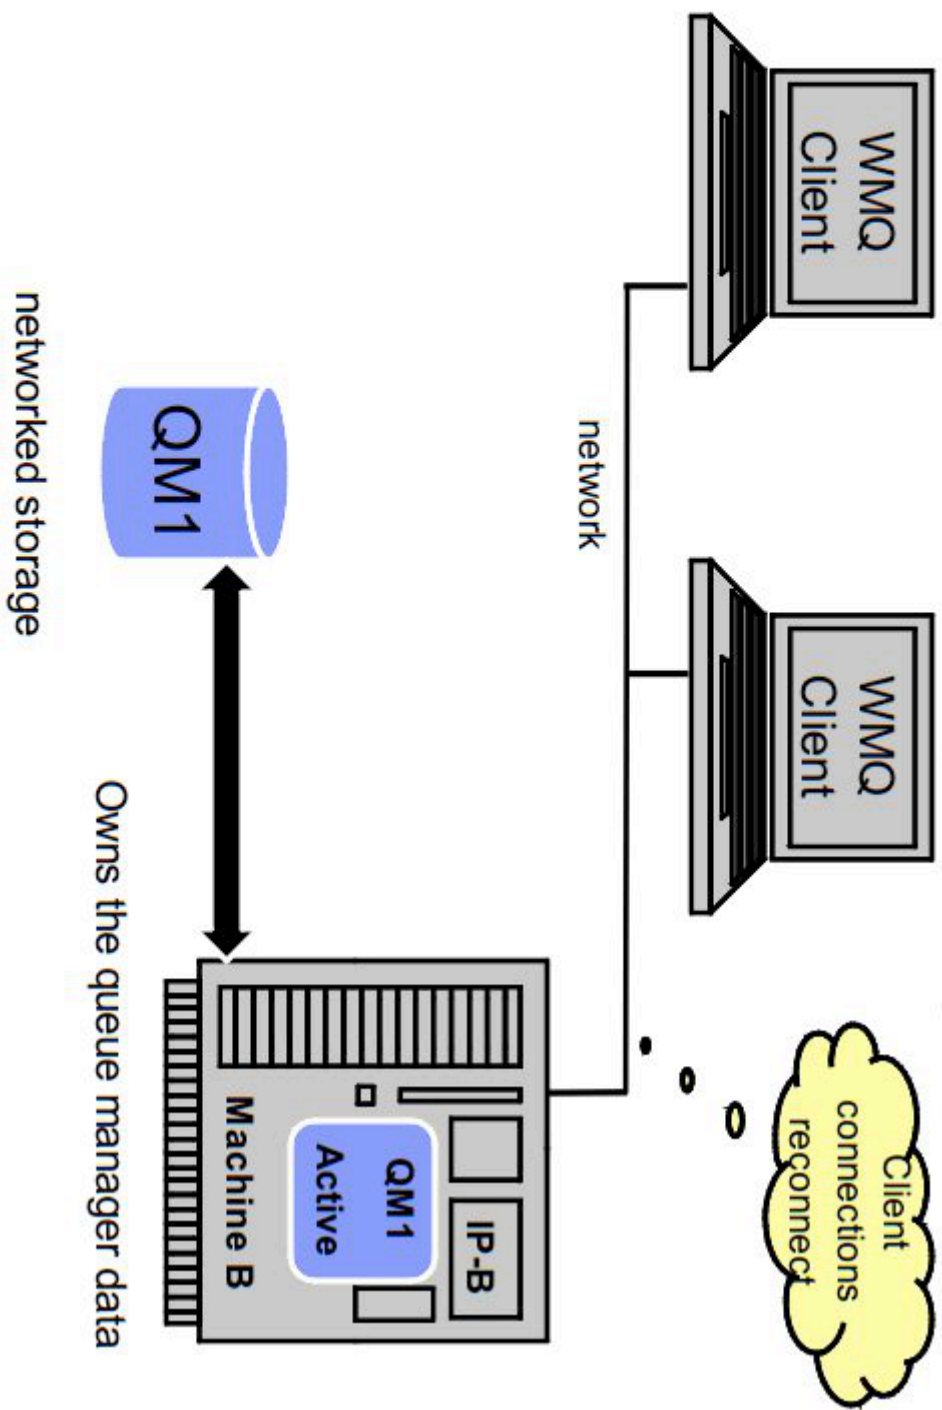 WMQ
Client
WMQ
Client
Client
connections
reconnect
network
IP-B
QM1
Active
Machine B
QM1
Owns the queue manager data
networked storage